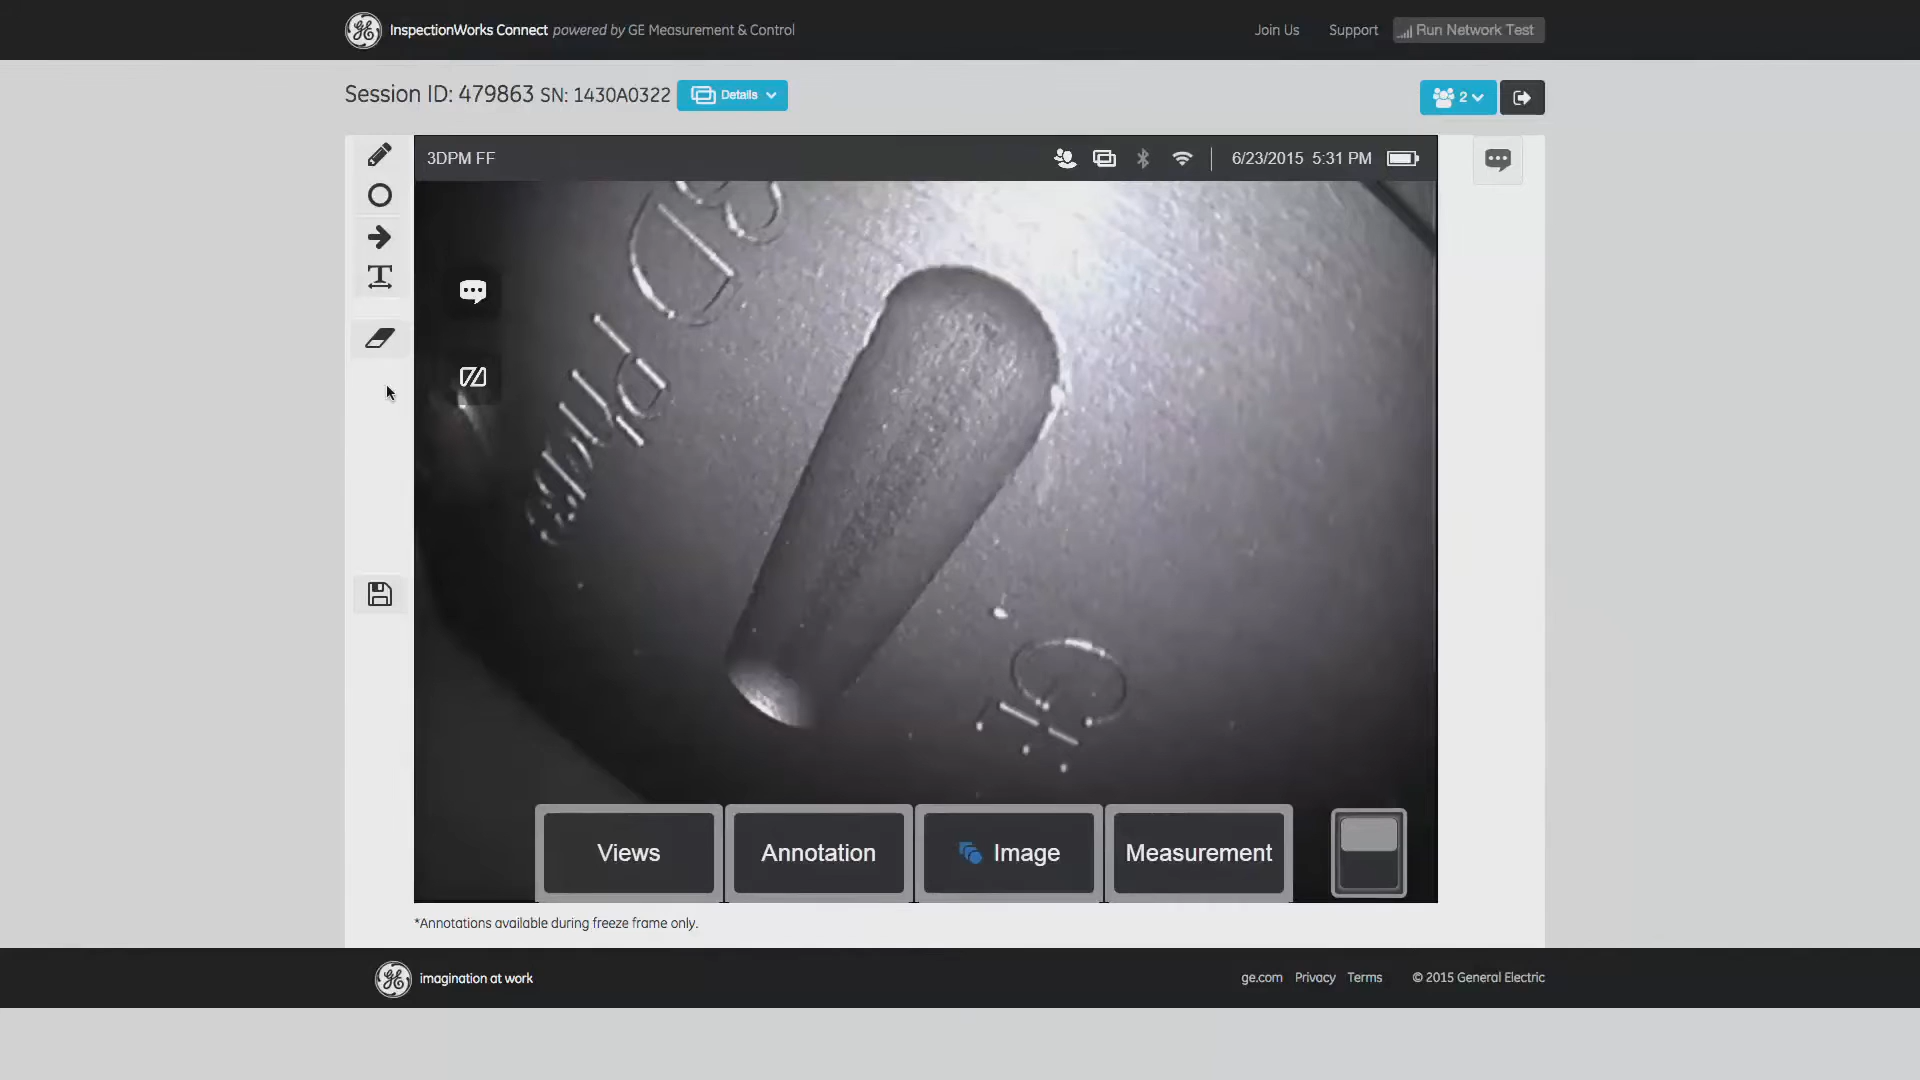 InspectionWorks Connect powered by GE Measurement & Control
Join Us Support Run Network Test
Session ID: 479863 SN: 1430A0322 Details
2
3DPM FF
6/23/2015 5:31 PM
Views Annotation Image Measurement
*Annotations available during freeze frame only.
imagination at work
ge.com Privacy Terms © 2015 General Electric